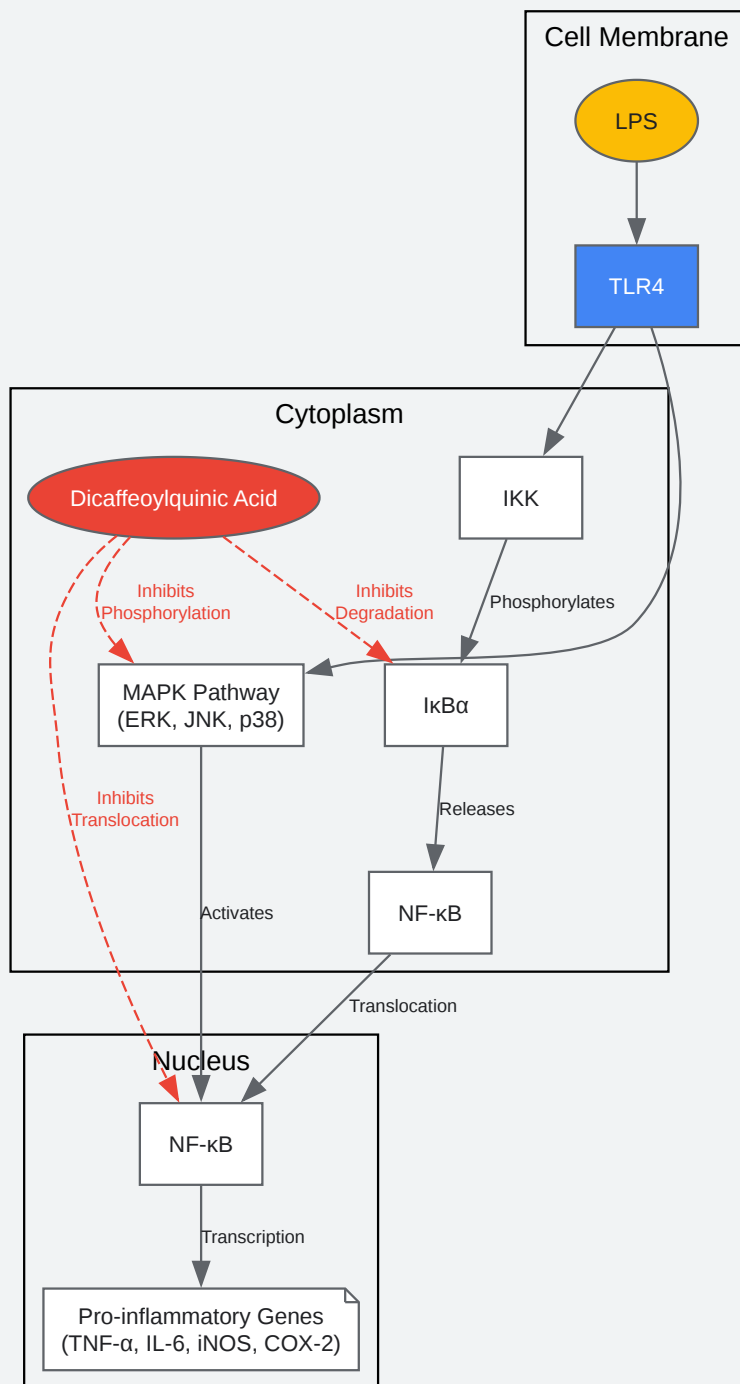 Cell Membrane
LPS
TLR4
Cytoplasm
Dicaffeoylquinic Acid
IKK
Inhibits
Phosphorylation
Inhibits
Degradation
Phosphorylates
MAPK Pathway
(ERK, JNK, p38)
IκBα
Inhibits
Translocation
Releases
Activates
NF-κB
Translocation
Nucleus
NF-κB
Transcription
Pro-inflammatory Genes
(TNF-α, IL-6, iNOS, COX-2)